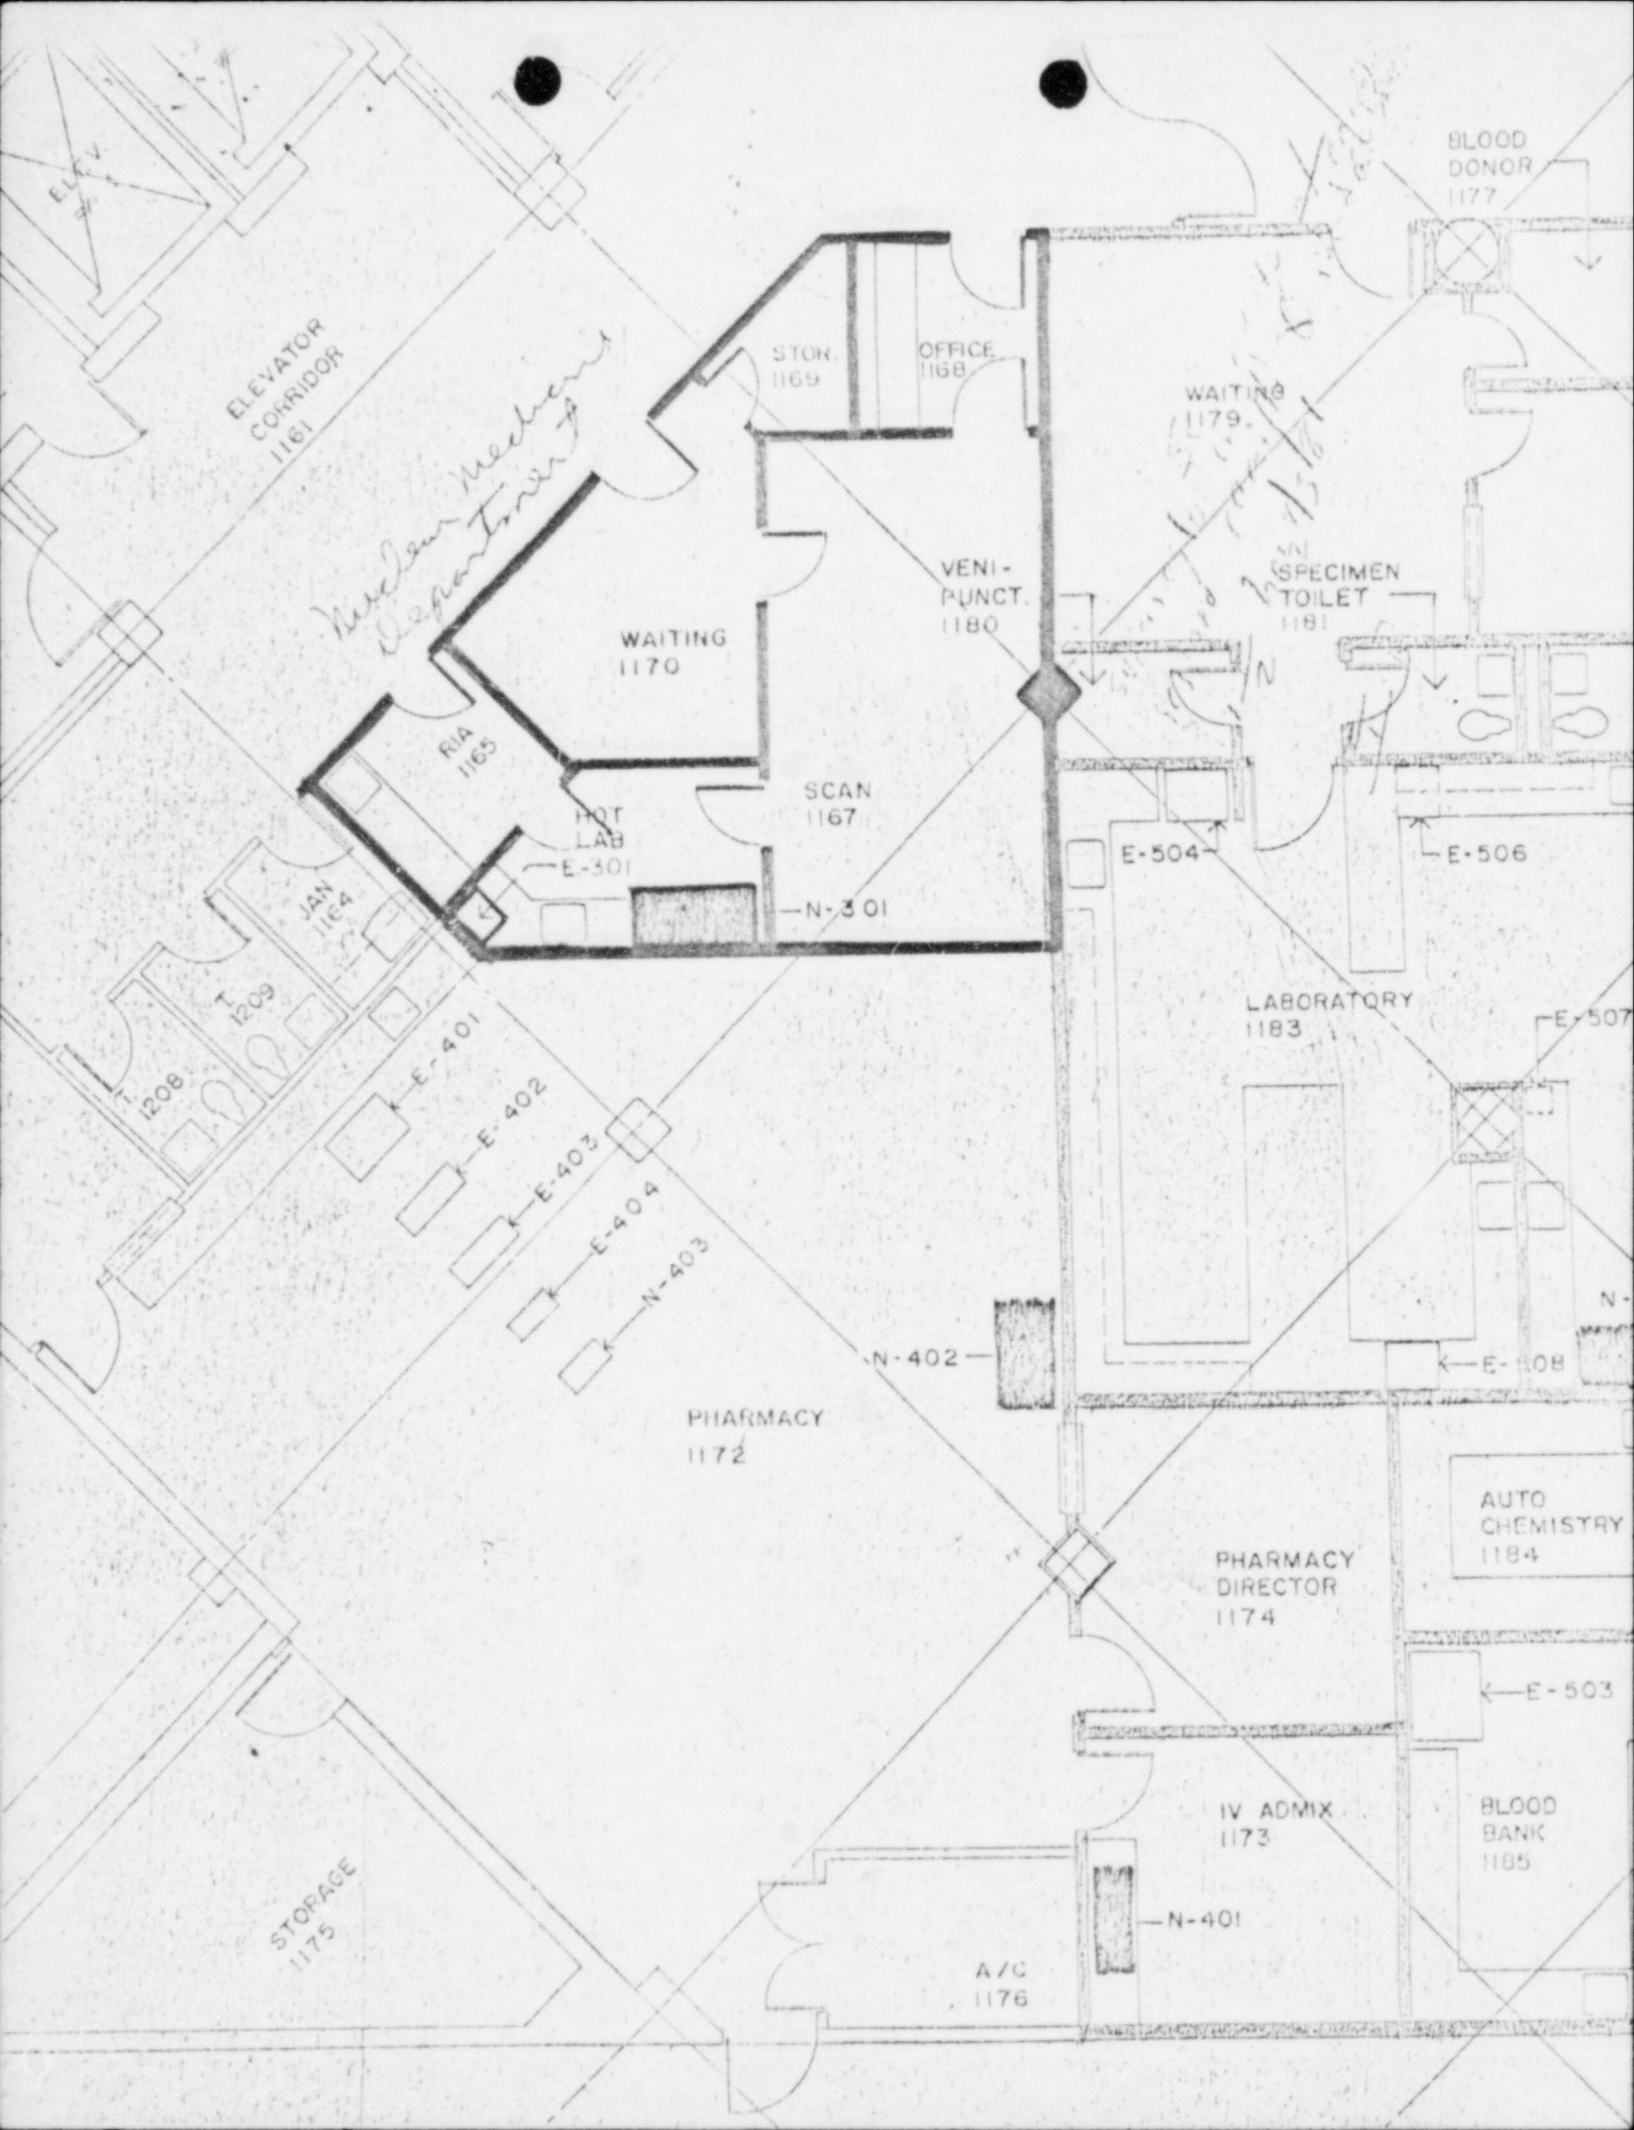 ELEV
BLOOD
DONOR
1177
ELEVATOR
CORRIDOR
1161
Nuclear Medicine
Department
STOR.
1169
OFFICE
1168
WAITING
1179
VENI-
PUNCT.
1180
SPECIMEN
TOILET
1181
WAITING
1170
RIA
1165
HOT
LAB
E-301
SCAN
1167
N-301
E-504
E-506
JAN
1164
T.
1209
T.
1208
LABORATORY
1183
E-507
E-401
E-402
E-403
E-404
N-403
N-402
N-
E-508
PHARMACY
1172
AUTO
CHEMISTRY
1184
PHARMACY
DIRECTOR
1174
E-503
IV ADMIX.
1173
BLOOD
BANK
1185
STORAGE
1175
N-401
A/C
1176